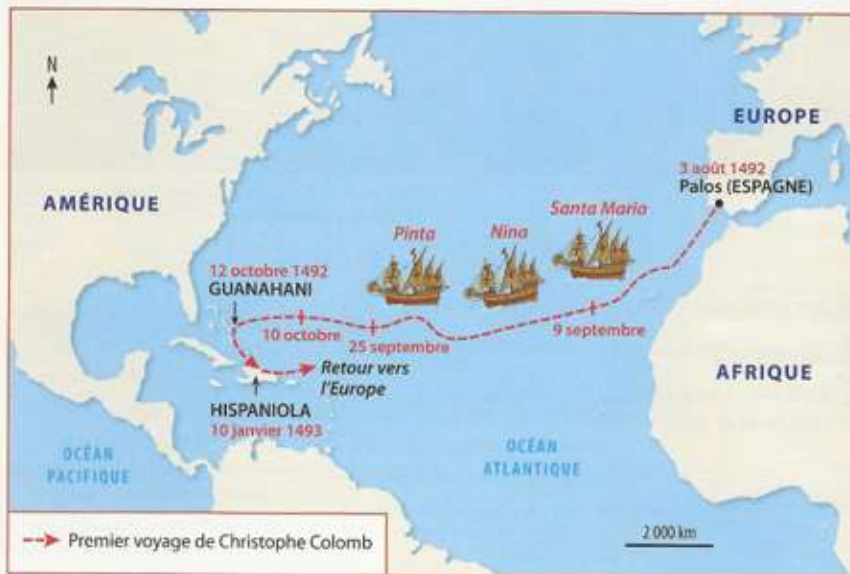 N
EUROPE
3 août 1492
Palos (ESPAGNE)
AMÉRIQUE
Santa Maria
Pinta
Nina
12 octobre 1492
GUANAHANI
10 octobre
25 septembre
9 septembre
Retour vers
l'Europe
AFRIQUE
HISPANIOLA
10 janvier 1493
OCÉAN
PACIFIQUE
OCÉAN
ATLANTIQUE
Premier voyage de Christophe Colomb
2 000 km